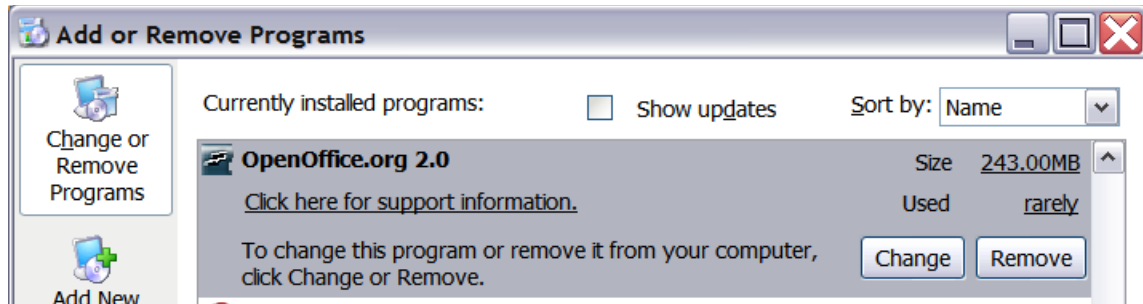 Add or Remove Programs
Change or
Remove
Programs
Add New
Currently installed programs:
Show updates
Sort by: Name
OpenOffice.org 2.0
Size 243.00MB
Click here for support information.
Used rarely
To change this program or remove it from your computer,
click Change or Remove.
Change
Remove